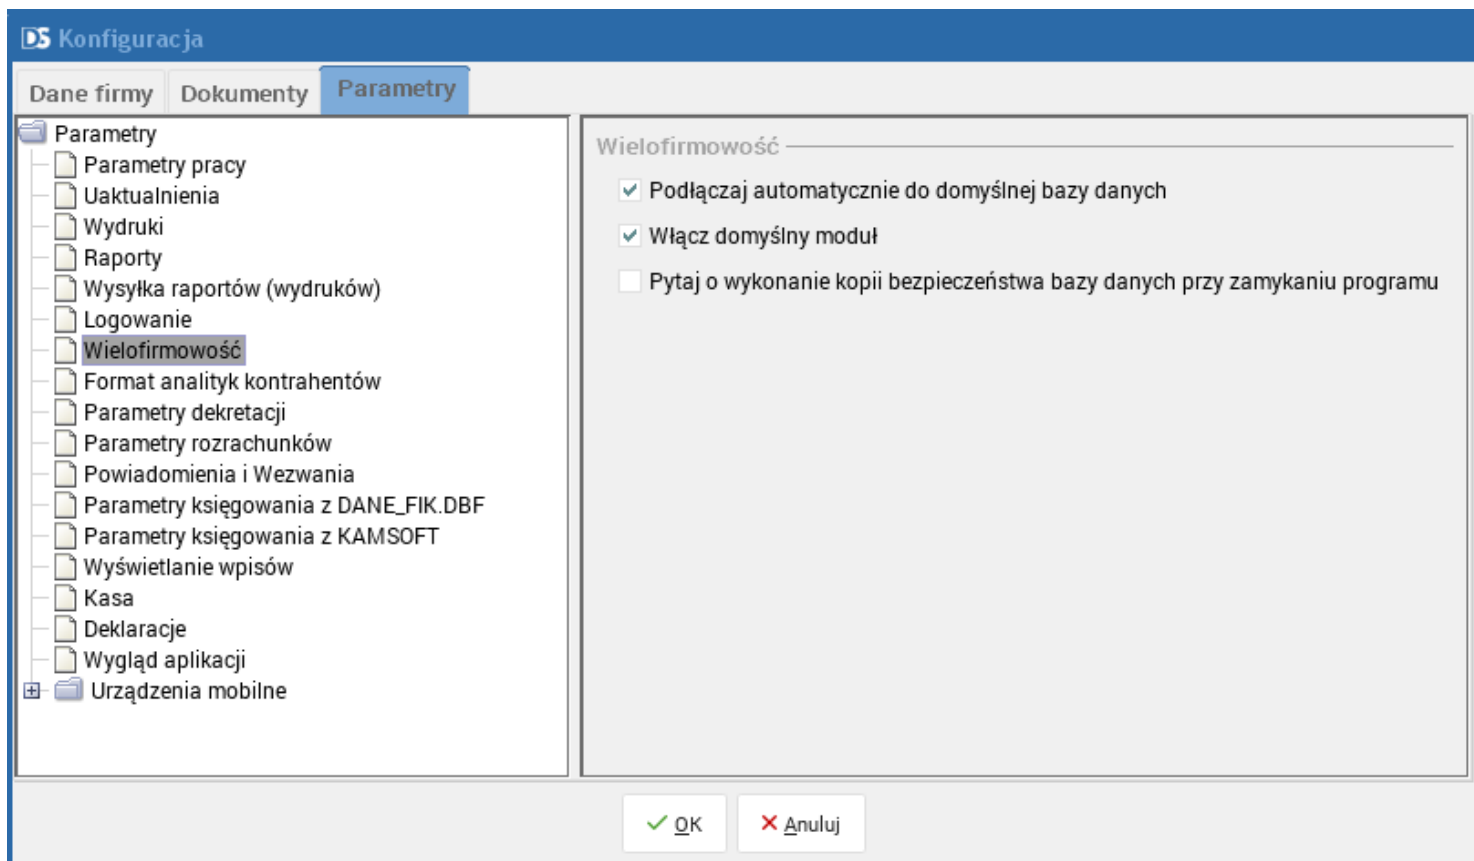 DS Konfiguracja
Dane firmy Dokumenty Parametry
Parametry
Parametry pracy
Uaktualnienia
Wydruki
Raporty
Wysyłka raportów (wydruków)
Logowanie
Wielofirmowość
Format analityk kontrahentów
Parametry dekretacji
Parametry rozrachunków
Powiadomienia i Wezwania
Parametry księgowania z DANE_FIK.DBF
Parametry księgowania z KAMSOFT
Wyświetlanie wpisów
Kasa
Deklaracje
Wygląd aplikacji
Urządzenia mobilne
Wielofirmowość
Podłączaj automatycznie do domyślnej bazy danych
Włącz domyślny moduł
Pytaj o wykonanie kopii bezpieczeństwa bazy danych przy zamykaniu programu
OK Anuluj